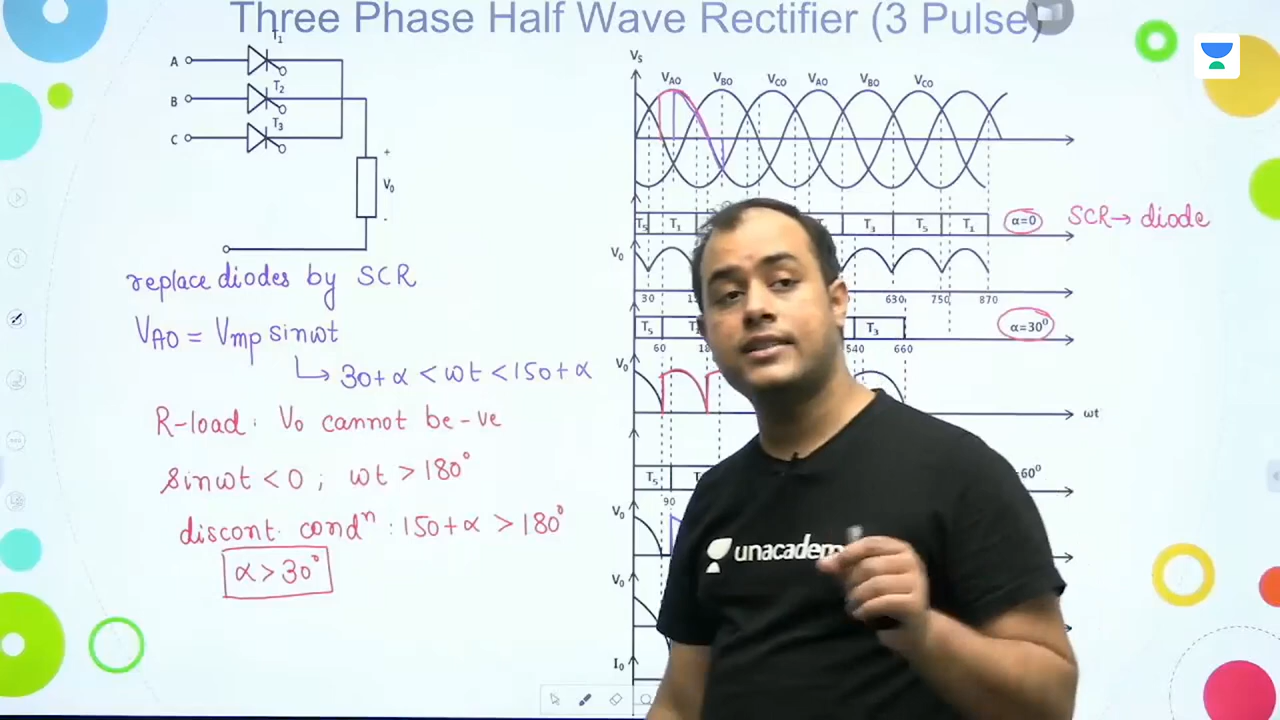 Three Phase Half Wave Rectifier (3 Pulse)
T1
A
T2
B
T3
C
+
V0
-
replace diodes by SCR
VAO = Vmp sinωt
↳ 30+α < ωt < 150+α
R-load: V0 cannot be -ve
sinωt < 0 ; ωt > 180°
discont. condⁿ : 150+α > 180°
α > 30°
VS
VAO VBO VCO VAO VBO VCO
T5 T1 T3 T5 T1
α=0
SCR → diode
V0
30 630 750 870
T5 T3
α=30°
60 540 660
V0
ωt
T5
60°
90
V0
V0
I0
unacadem